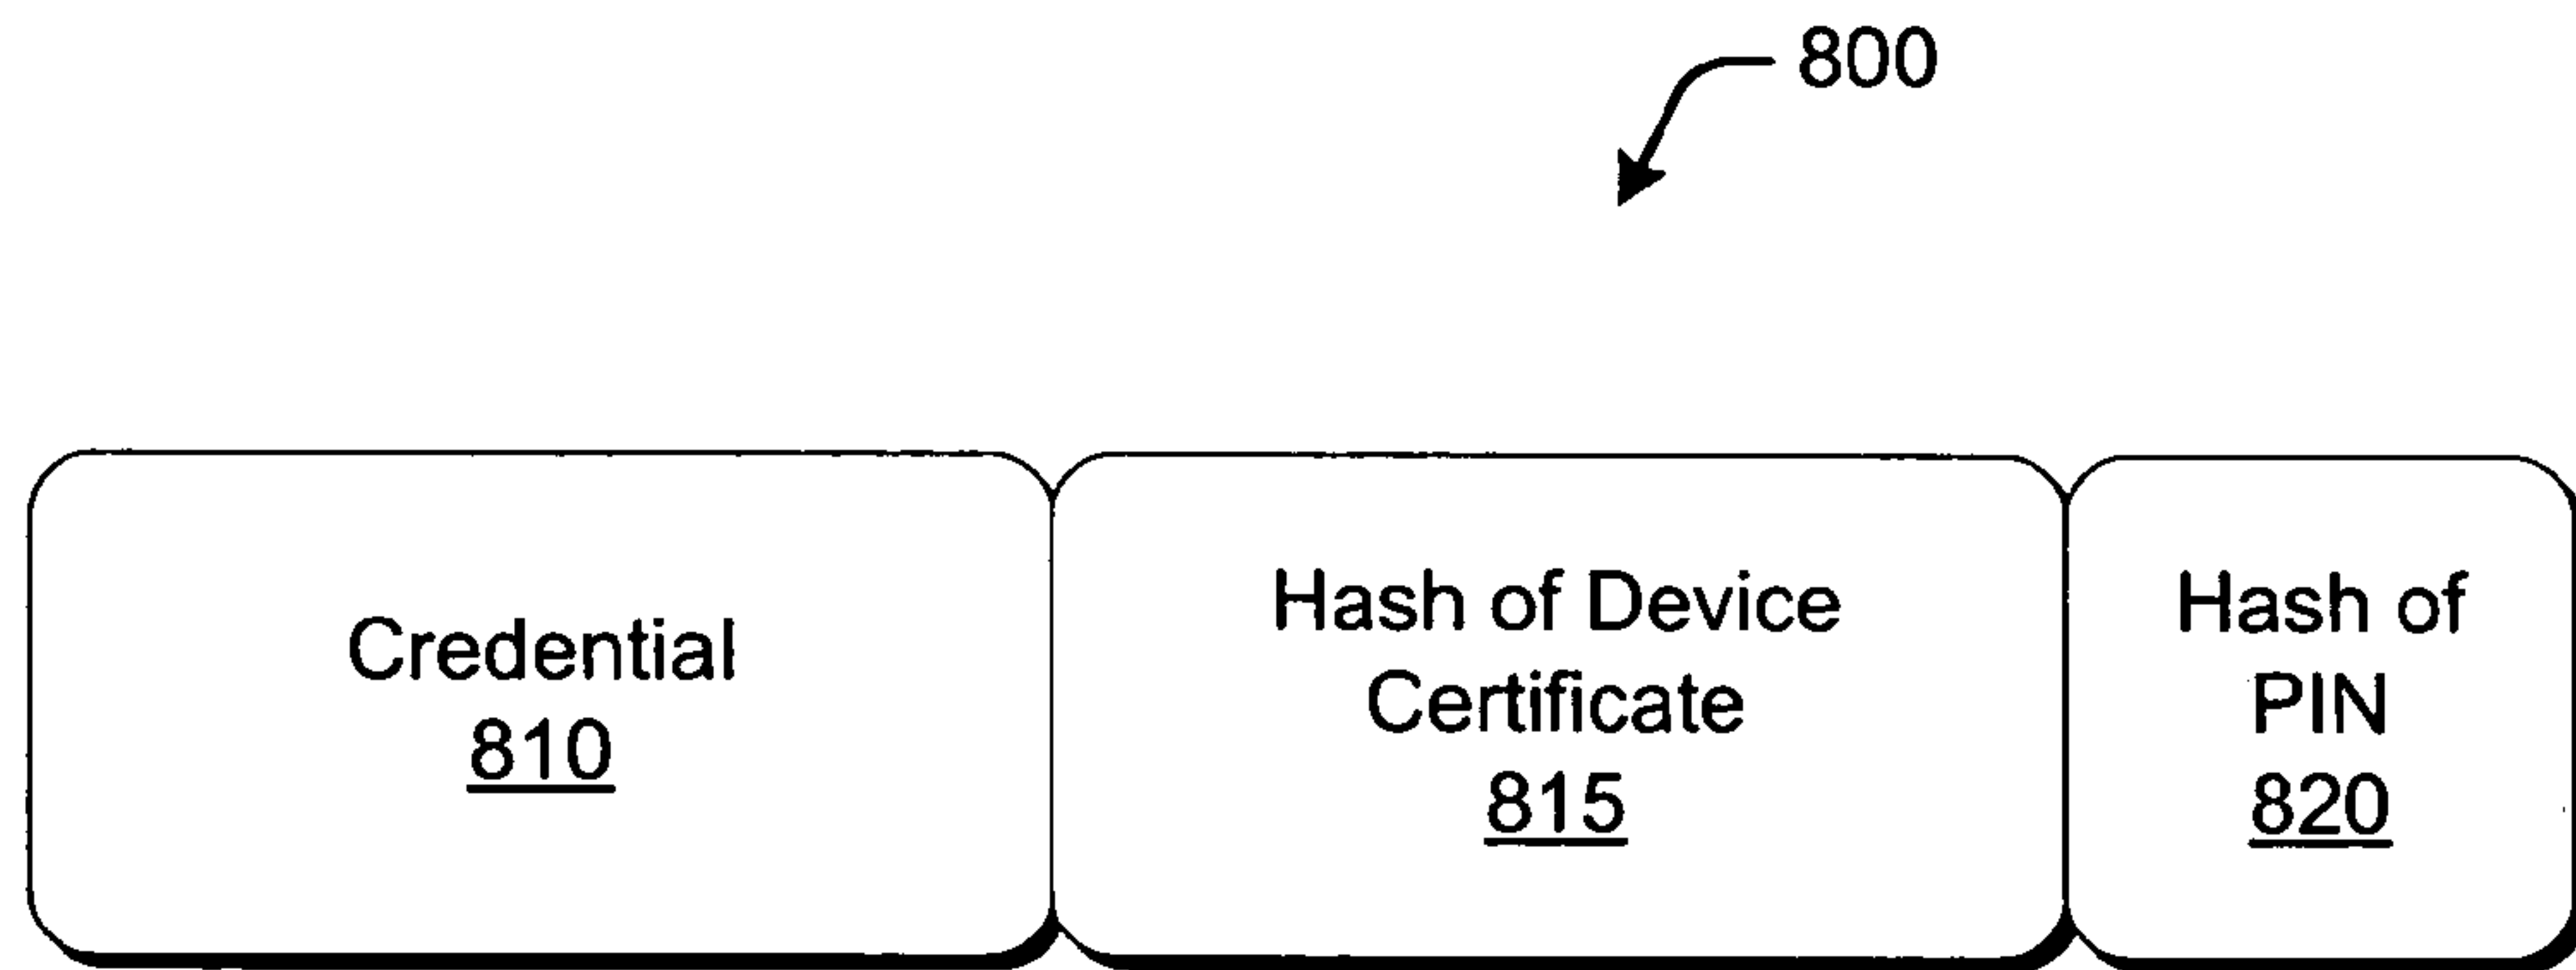 800
Credential
810
Hash of Device
Certificate
815
Hash of
PIN
820